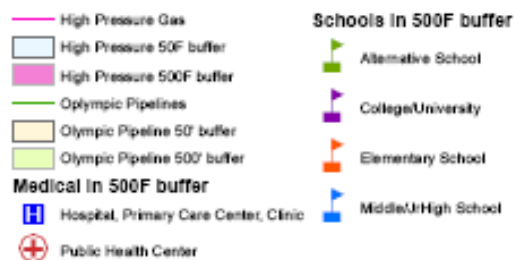 High Pressure Gas
High Pressure 50F buffer
High Pressure 500F buffer
Oplympic Pipelines
Olympic Pipeline 50' buffer
Olympic Pipeline 500' buffer
Medical in 500F buffer
H Hospital, Primary Care Center, Clinic
Public Health Center
Schools in 500F buffer
Alternative School
College/University
Elementary School
Middle/JrHigh School